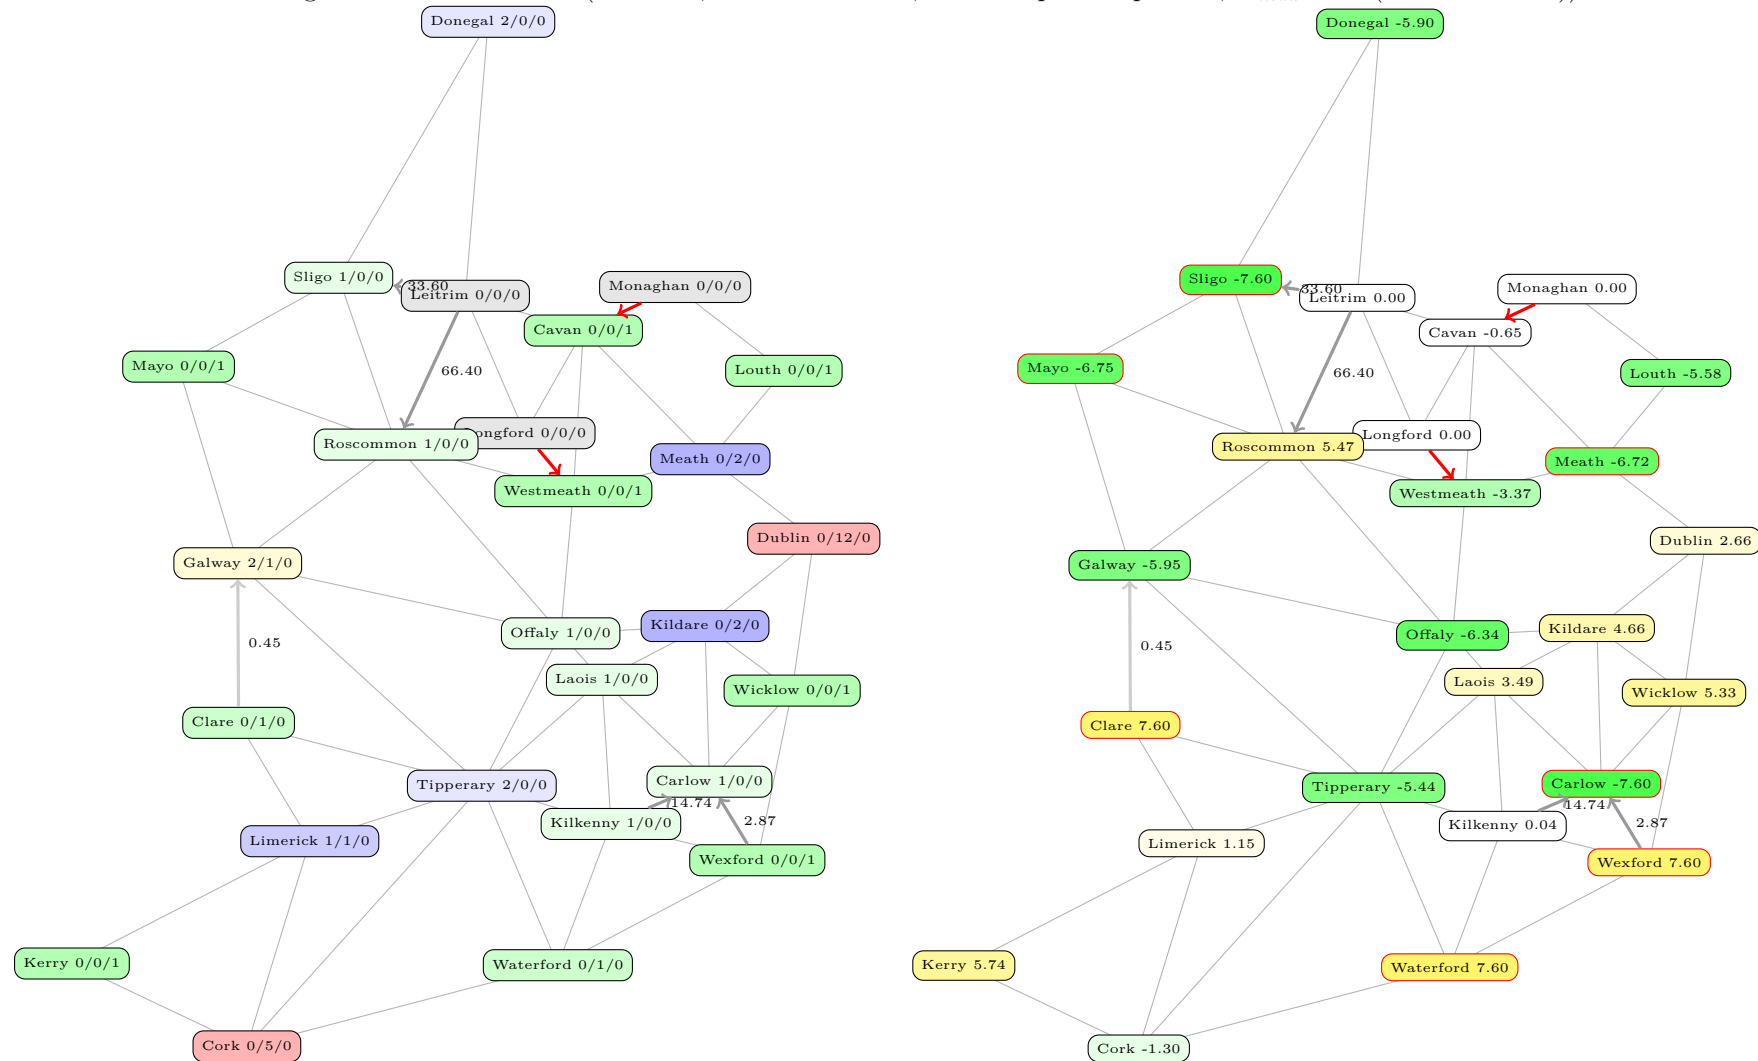 Donegal 2/0/0
Sligo 1/0/0
33.60
Leitrim 0/0/0
Monaghan 0/0/0
Cavan 0/0/1
Mayo 0/0/1
66.40
Louth 0/0/1
Roscommon 1/0/0
Longford 0/0/0
Meath 0/2/0
Westmeath 0/0/1
Dublin 0/12/0
Galway 2/1/0
Offaly 1/0/0
Kildare 0/2/0
0.45
Laois 1/0/0
Wicklow 0/0/1
Clare 0/1/0
Tipperary 2/0/0
Carlow 1/0/0
14.74
Kilkenny 1/0/0
2.87
Limerick 1/1/0
Wexford 0/0/1
Kerry 0/0/1
Waterford 0/1/0
Cork 0/5/0
Donegal -5.90
Sligo -7.60
33.60
Leitrim 0.00
Monaghan 0.00
Cavan -0.65
Mayo -6.75
66.40
Louth -5.58
Roscommon 5.47
Longford 0.00
Meath -6.72
Westmeath -3.37
Dublin 2.66
Galway -5.95
Offaly -6.34
Kildare 4.66
0.45
Laois 3.49
Wicklow 5.33
Clare 7.60
Tipperary -5.44
Carlow -7.60
14.74
Kilkenny 0.04
2.87
Limerick 1.15
Wexford 7.60
Kerry 5.74
Waterford 7.60
Cork -1.30